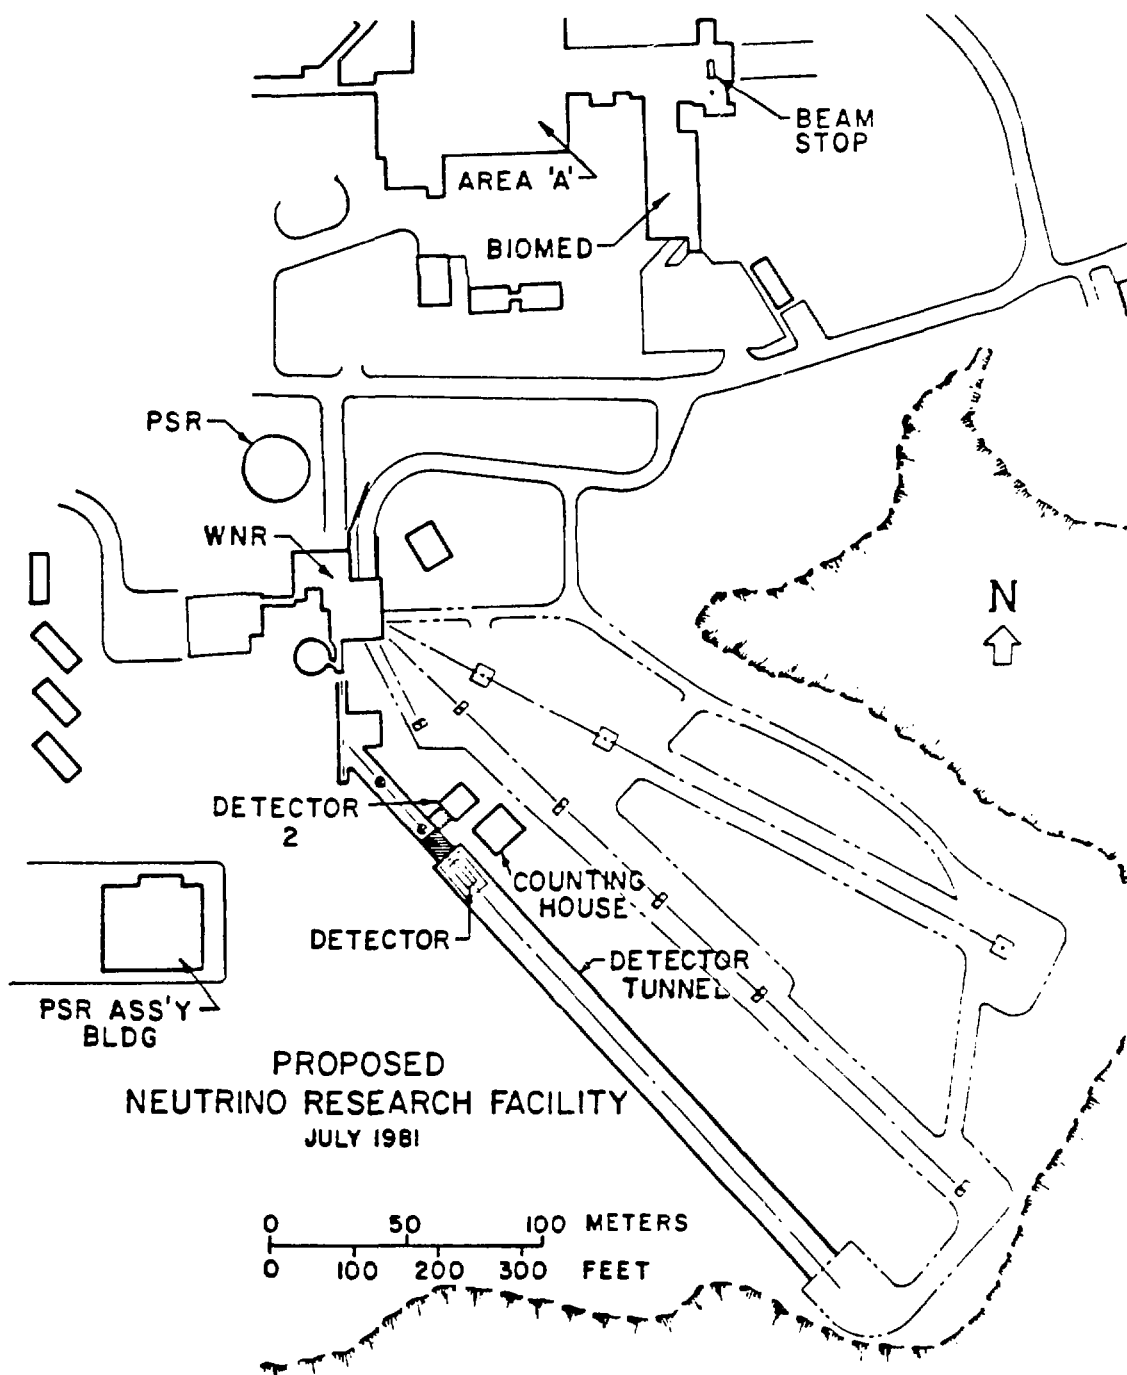 BEAM
STOP
AREA 'A'
BIOMED
PSR
WNR
N
DETECTOR
2
COUNTING
HOUSE
DETECTOR
DETECTOR
TUNNEL
PSR ASS'Y
BLDG
PROPOSED
NEUTRINO RESEARCH FACILITY
JULY 1981
0 50 100 METERS
0 100 200 300 FEET